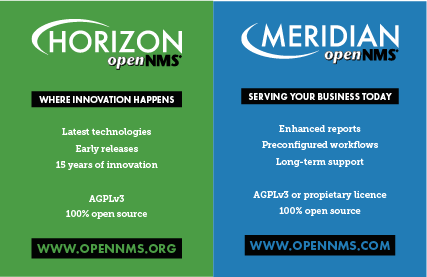 HORIZON
openNMS®
WHERE INNOVATION HAPPENS
Latest technologies
Early releases
15 years of innovation
AGPLv3
100% open source
WWW.OPENNMS.ORG
MERIDIAN
openNMS®
SERVING YOUR BUSINESS TODAY
Enhanced reports
Preconfigured workflows
Long-term support
AGPLv3 or propietary licence
100% open source
WWW.OPENNMS.COM